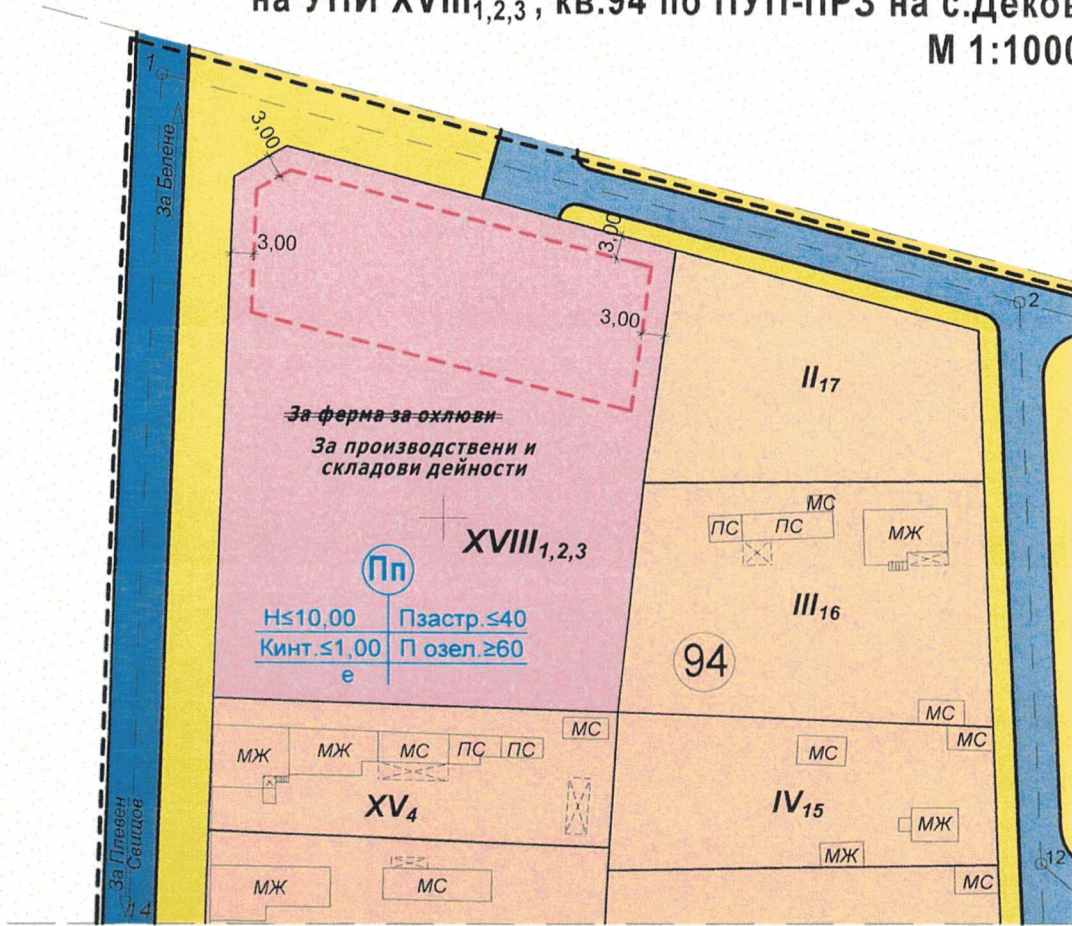 на УПИ XVIII1,2,3, кв.94 по ПУП-ПРЗ на с.Деков
М 1:1000
1
За Белене
3,00
3,00
3,00
3,00
2
II17
За ферма за охлюви
За производствени и
складови дейности
XVIII1,2,3
МС
ПС
ПС
МЖ
III16
Пп
Н≤10,00
Пзастр.≤40
Кинт.≤1,00
П озел.≥60
е
94
МС
МС
МС
МЖ
МЖ
МС
ПС
ПС
МС
XV4
IV15
МЖ
МЖ
За Плевен
Свищов
12
МЖ
МС
МС
14